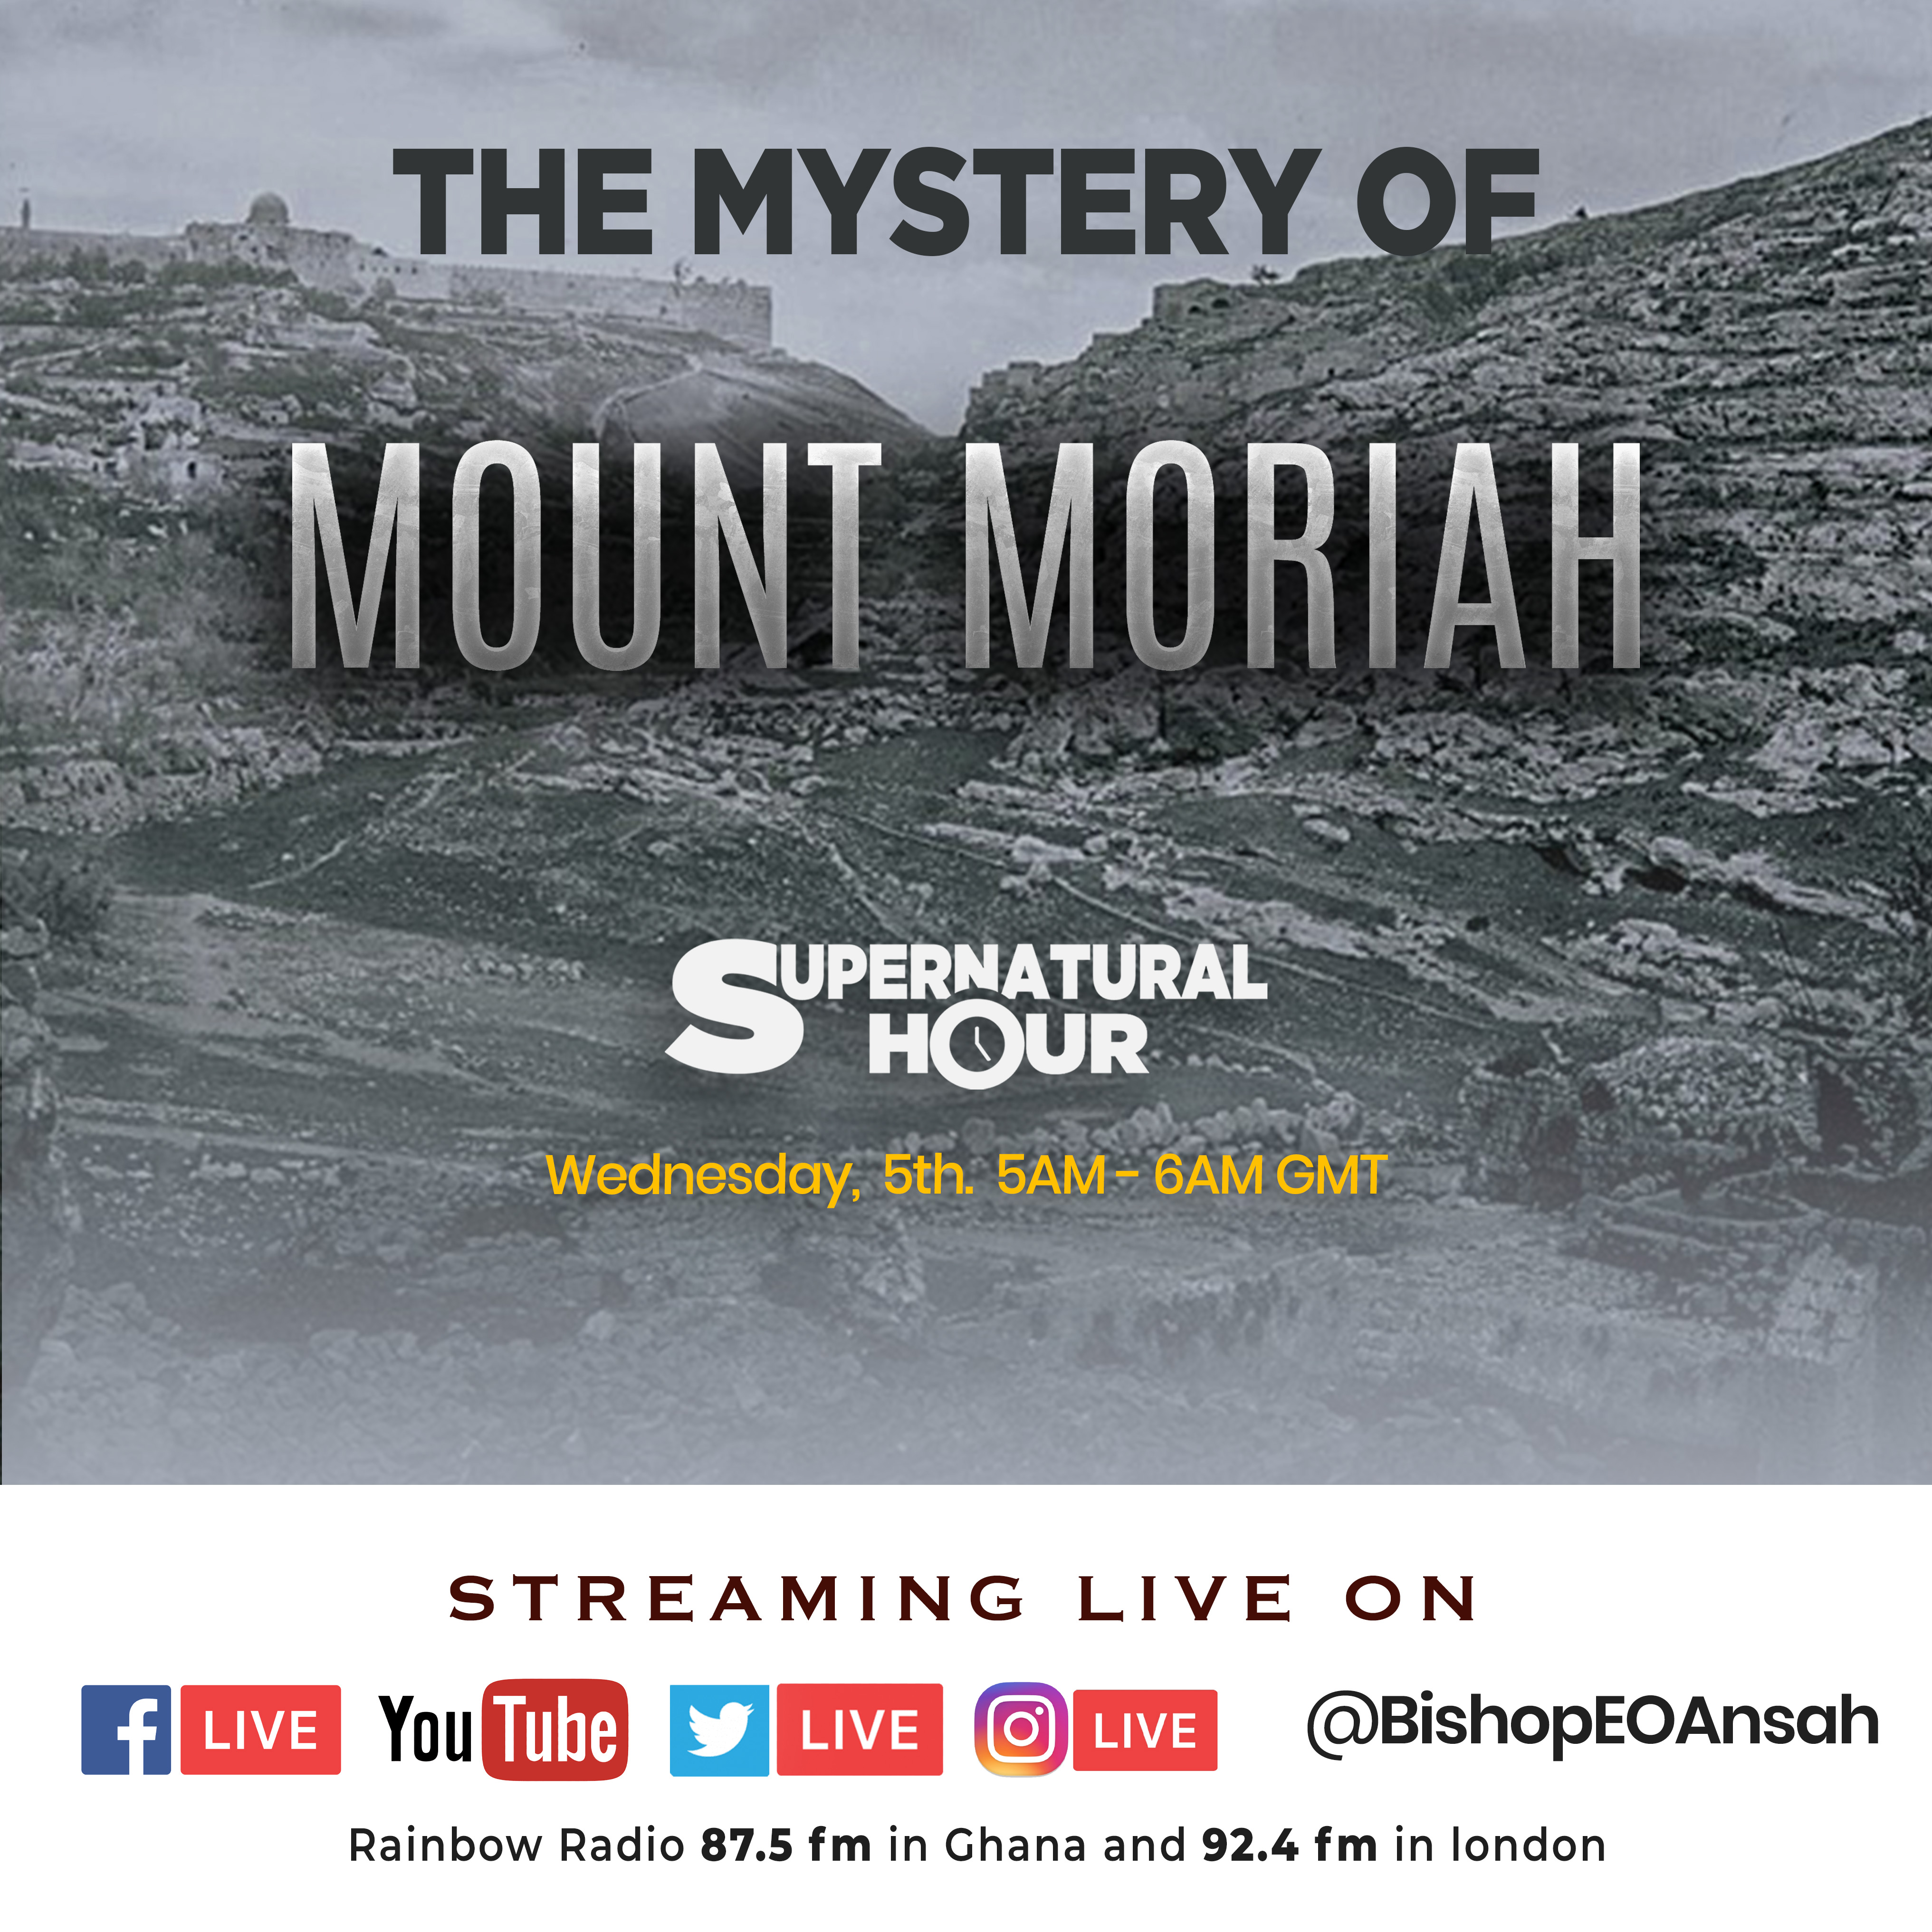 THE MYSTERY OF
MOUNT MORIAH
SUPERNATURAL
HOUR
Wednesday, 5th. 5AM - 6AM GMT
STREAMING LIVE ON
f LIVE YouTube LIVE LIVE @BishopEOAnsah
Rainbow Radio 87.5 fm in Ghana and 92.4 fm in london